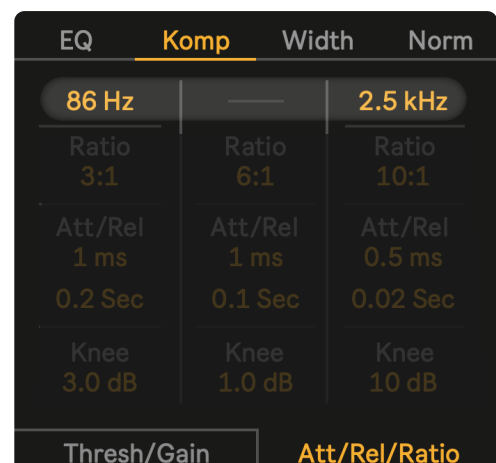 EQ Komp Width Norm
86 Hz 2.5 kHz
Ratio Ratio Ratio
3:1 6:1 10:1
Att/Rel Att/Rel Att/Rel
1 ms 1 ms 0.5 ms
0.2 Sec 0.1 Sec 0.02 Sec
Knee Knee Knee
3.0 dB 1.0 dB 10 dB
Thresh/Gain Att/Rel/Ratio